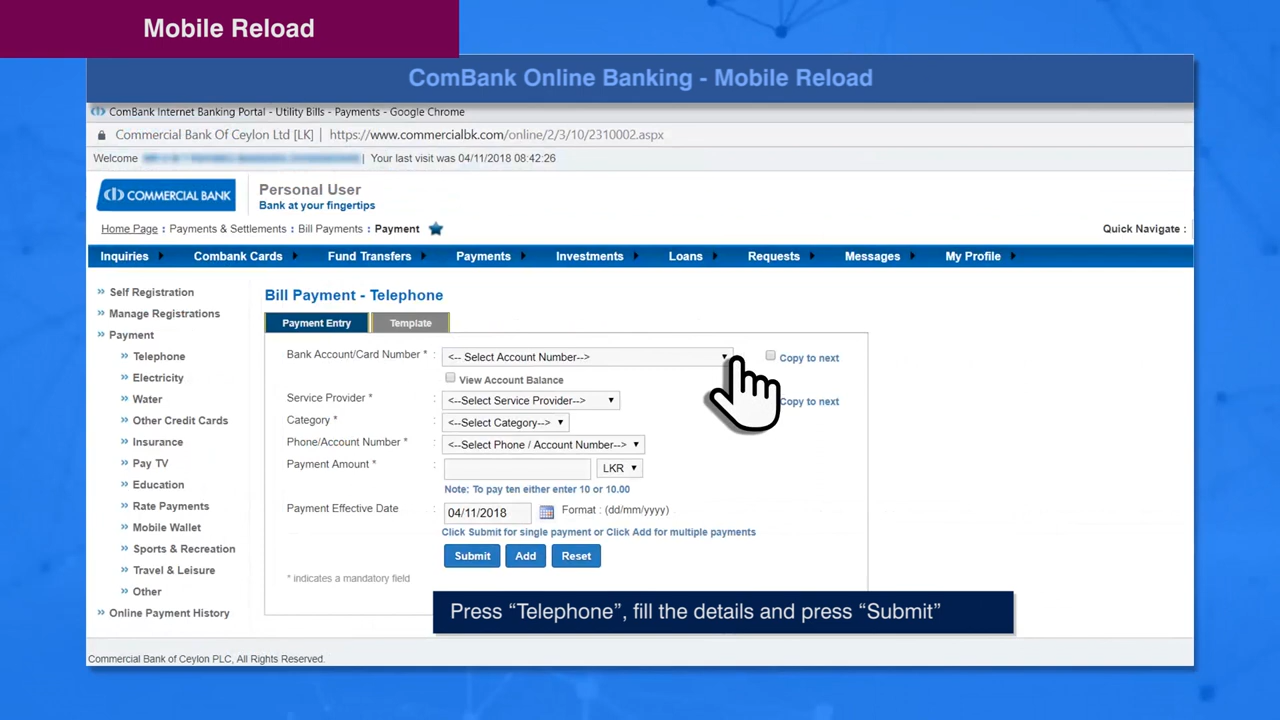 Mobile Reload
ComBank Online Banking - Mobile Reload
ComBank Internet Banking Portal - Utility Bills - Payments - Google Chrome
Commercial Bank Of Ceylon Ltd [LK] | https://www.commercialbk.com/online/2/3/10/2310002.aspx
Welcome | Your last visit was 04/11/2018 08:42:26
COMMERCIAL BANK
Personal User
Bank at your fingertips
Home Page : Payments & Settlements : Bill Payments : Payment
Quick Navigate :
Inquiries Combank Cards Fund Transfers Payments Investments Loans Requests Messages My Profile
Self Registration
Manage Registrations
Payment
Telephone
Electricity
Water
Other Credit Cards
Insurance
Pay TV
Education
Rate Payments
Mobile Wallet
Sports & Recreation
Travel & Leisure
Other
Online Payment History
Bill Payment - Telephone
Payment Entry Template
Bank Account/Card Number * : <-- Select Account Number--> Copy to next
View Account Balance
Service Provider * : <--Select Service Provider--> Copy to next
Category * : <--Select Category-->
Phone/Account Number * : <--Select Phone / Account Number-->
Payment Amount * : LKR
Note: To pay ten either enter 10 or 10.00
Payment Effective Date : 04/11/2018 Format : (dd/mm/yyyy)
Click Submit for single payment or Click Add for multiple payments
Submit Add Reset
* indicates a mandatory field
Press “Telephone”, fill the details and press “Submit”
Commercial Bank of Ceylon PLC, All Rights Reserved.